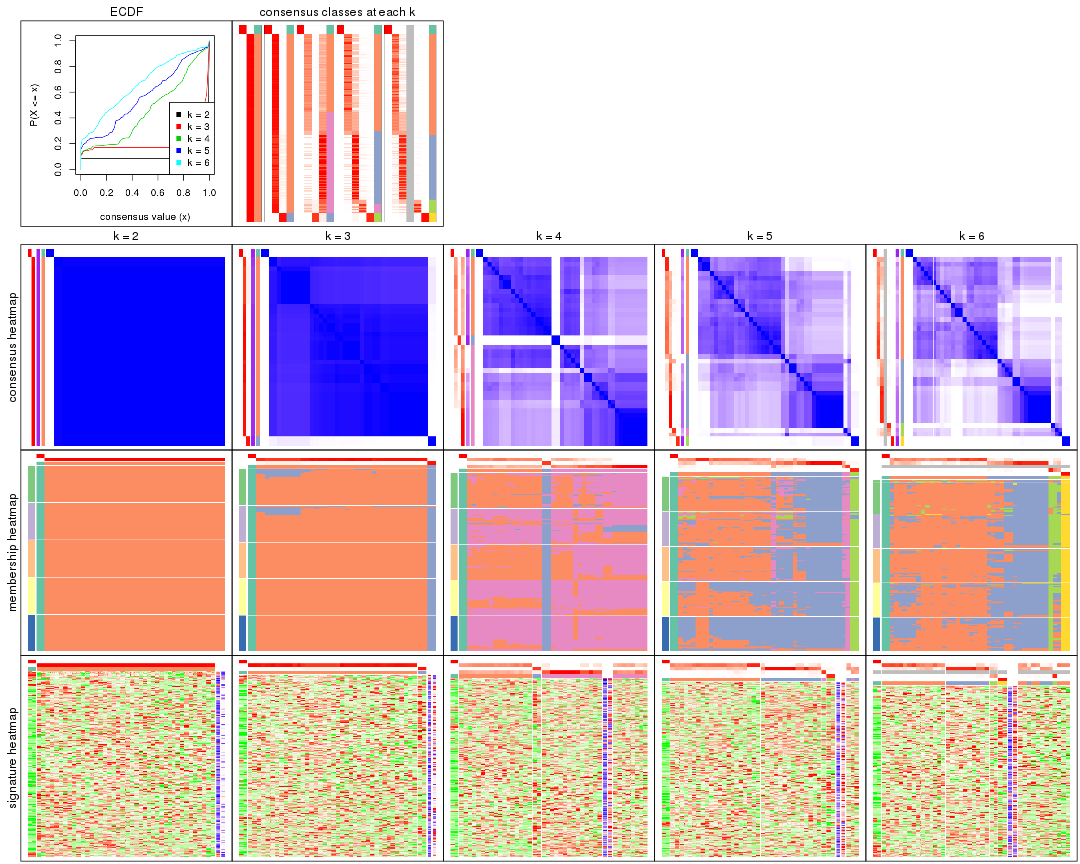 ECDF
consensus classes at each k
P(X <= x)
0.0 0.2 0.4 0.6 0.8 1.0
k = 2
k = 3
k = 4
k = 5
k = 6
0.0 0.2 0.4 0.6 0.8 1.0
consensus value (x)
k = 2
k = 3
k = 4
k = 5
k = 6
consensus heatmap
membership heatmap
signature heatmap